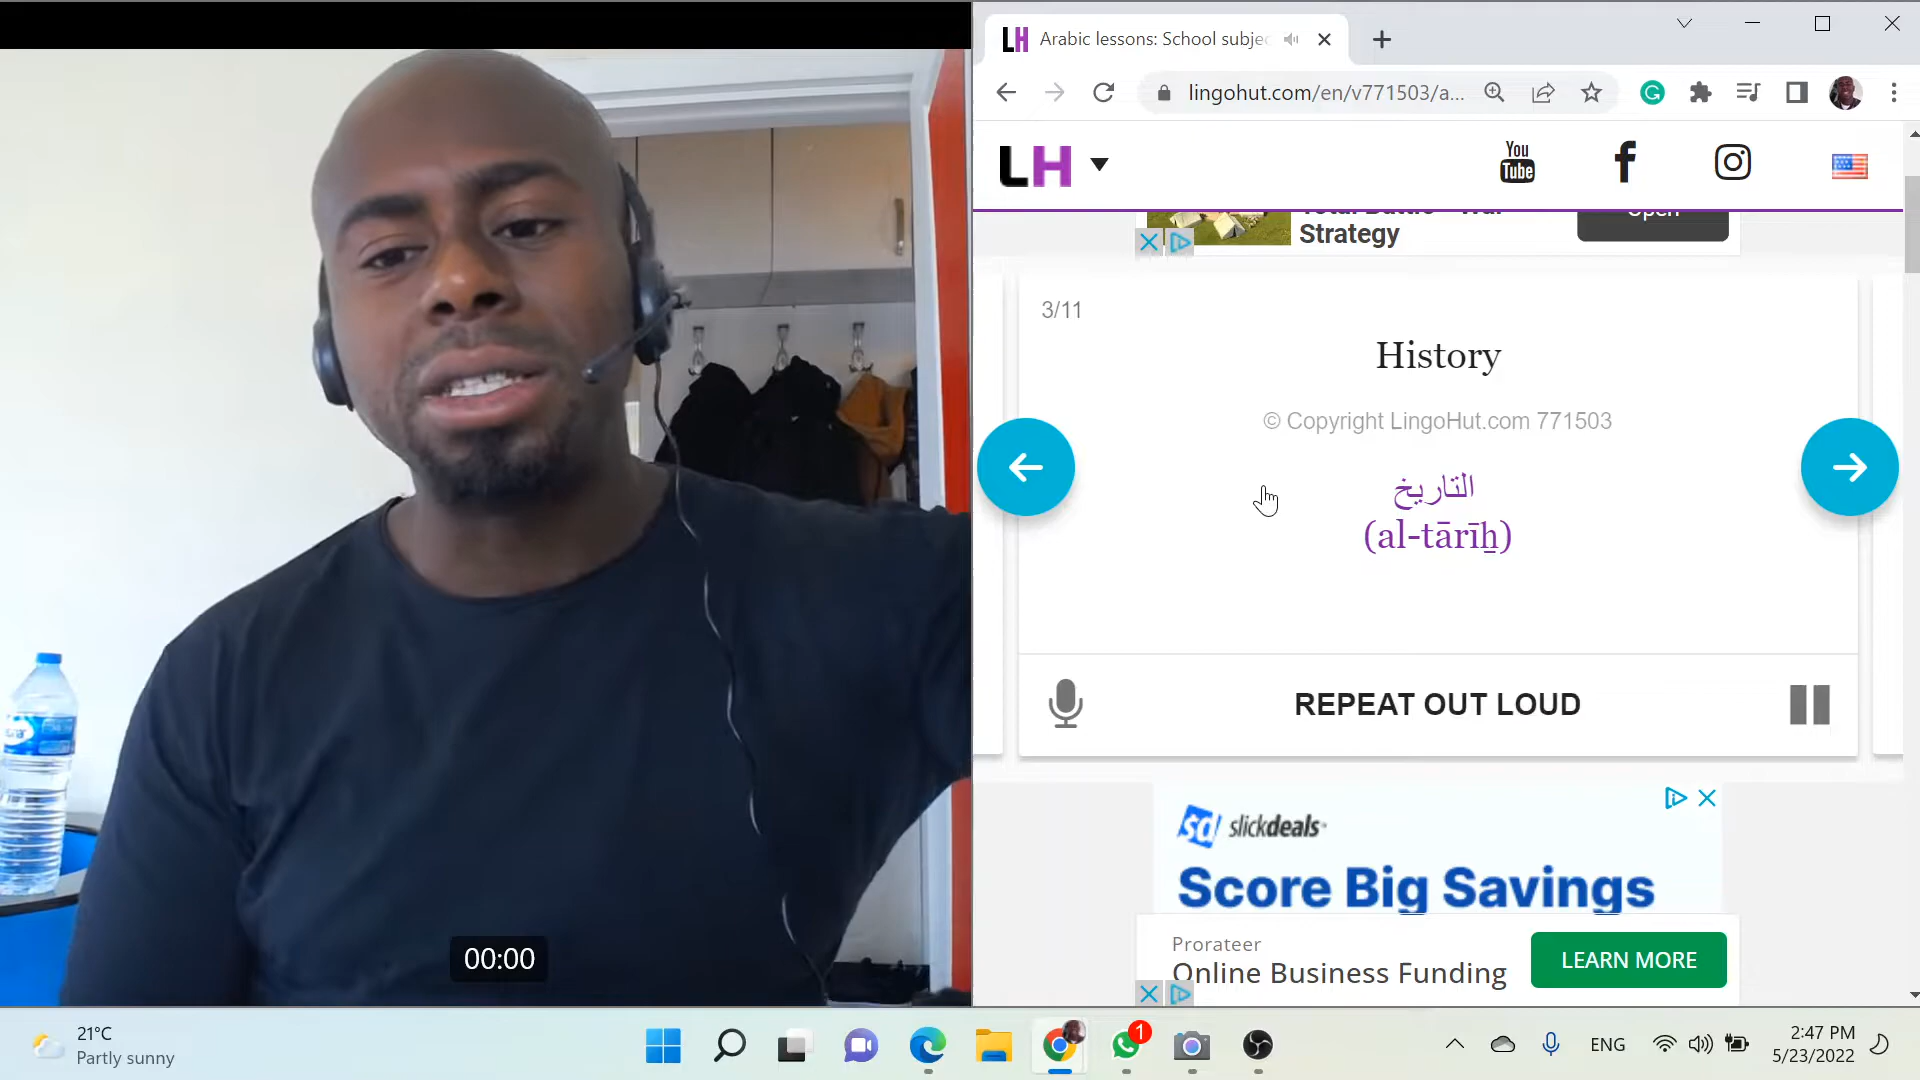 Arabic lessons: School subje
lingohut.com/en/v771503/a...
LH
You
Tube
Strategy
3/11
History
© Copyright LingoHut.com 771503
التاريخ
(al-tārīẖ)
REPEAT OUT LOUD
slickdeals
Score Big Savings
Prorateer
Online Business Funding
LEARN MORE
00:00
21°C
Partly sunny
1
ENG
2:47 PM
5/23/2022